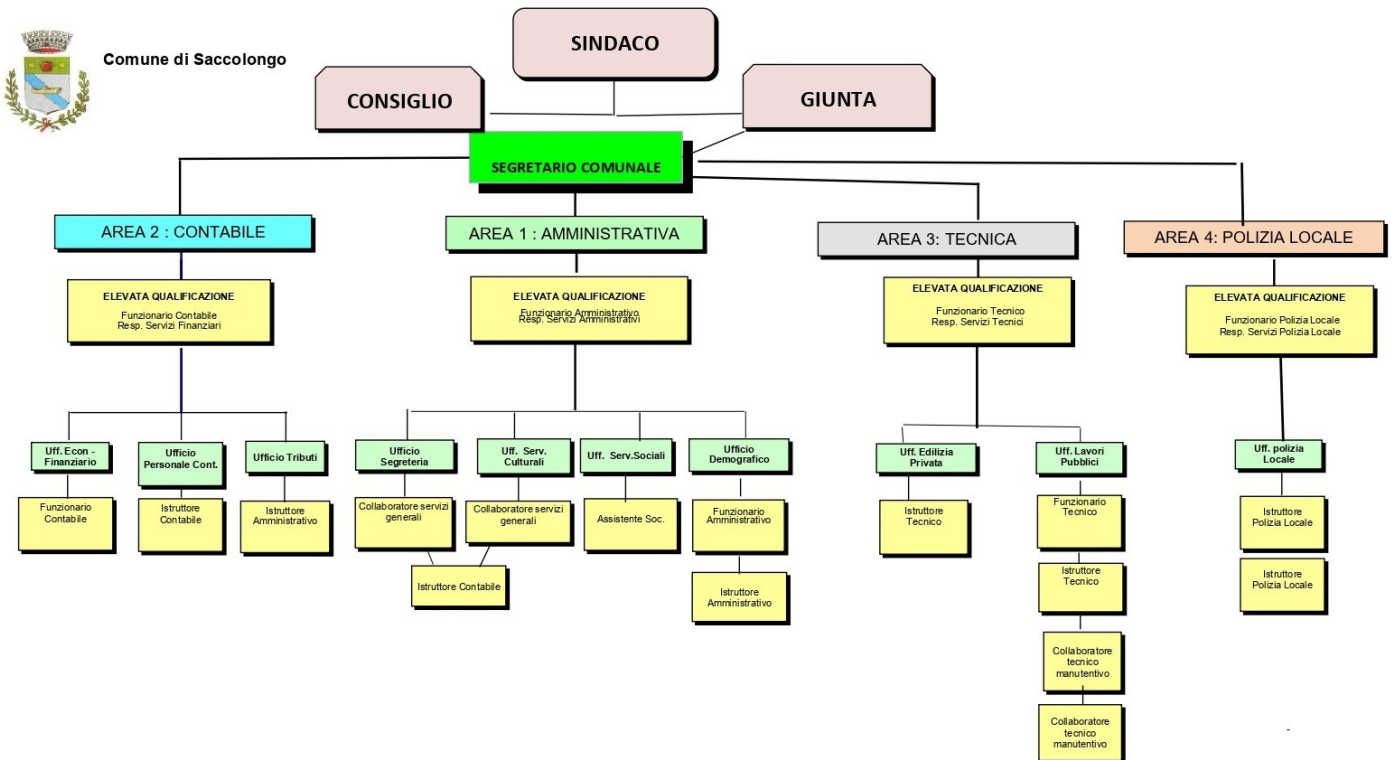 Comune di Saccolongo
SINDACO
CONSIGLIO
GIUNTA
SEGRETARIO COMUNALE
AREA 2 : CONTABILE
ELEVATA QUALIFICAZIONE
Funzionario Contabile
Resp. Servizi Finanziari
Uff. Econ -
Finanziario
Funzionario
Contabile
Ufficio
Personale Cont.
Istruttore
Contabile
Ufficio Tributi
Istruttore
Amministrativo
AREA 1 : AMMINISTRATIVA
ELEVATA QUALIFICAZIONE
Funzionario Amministrativo
Resp. Servizi Amministrativi
Ufficio
Segreteria
Collaboratore servizi
generali
Uff. Serv.
Culturali
Collaboratore servizi
generali
Istruttore Contabile
Uff. Serv.Sociali
Assistente Soc.
Ufficio
Demografico
Funzionario
Amministrativo
Istruttore
Amministrativo
AREA 3: TECNICA
ELEVATA QUALIFICAZIONE
Funzionario Tecnico
Resp. Servizi Tecnici
Uff. Edilizia
Privata
Istruttore
Tecnico
Uff. Lavori
Pubblici
Funzionario
Tecnico
Istruttore
Tecnico
Collaboratore
tecnico
manutentivo
Collaboratore
tecnico
manutentivo
AREA 4: POLIZIA LOCALE
ELEVATA QUALIFICAZIONE
Funzionario Polizia Locale
Resp. Servizi Polizia Locale
Uff. polizia
Locale
Istruttore
Polizia Locale
Istruttore
Polizia Locale
-